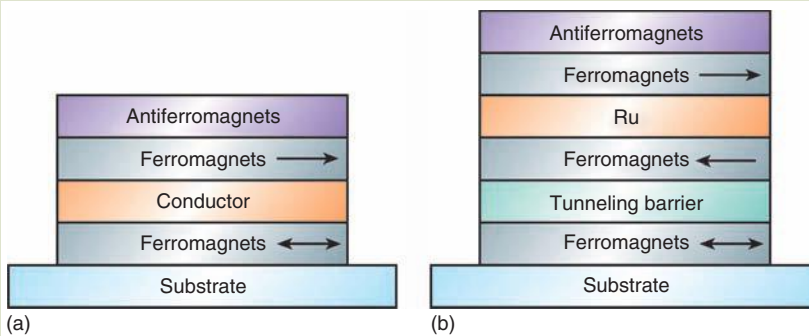 Antiferromagnets
Ferromagnets
Conductor
Ferromagnets
Substrate
(a)
Antiferromagnets
Ferromagnets
Ru
Ferromagnets
Tunneling barrier
Ferromagnets
Substrate
(b)